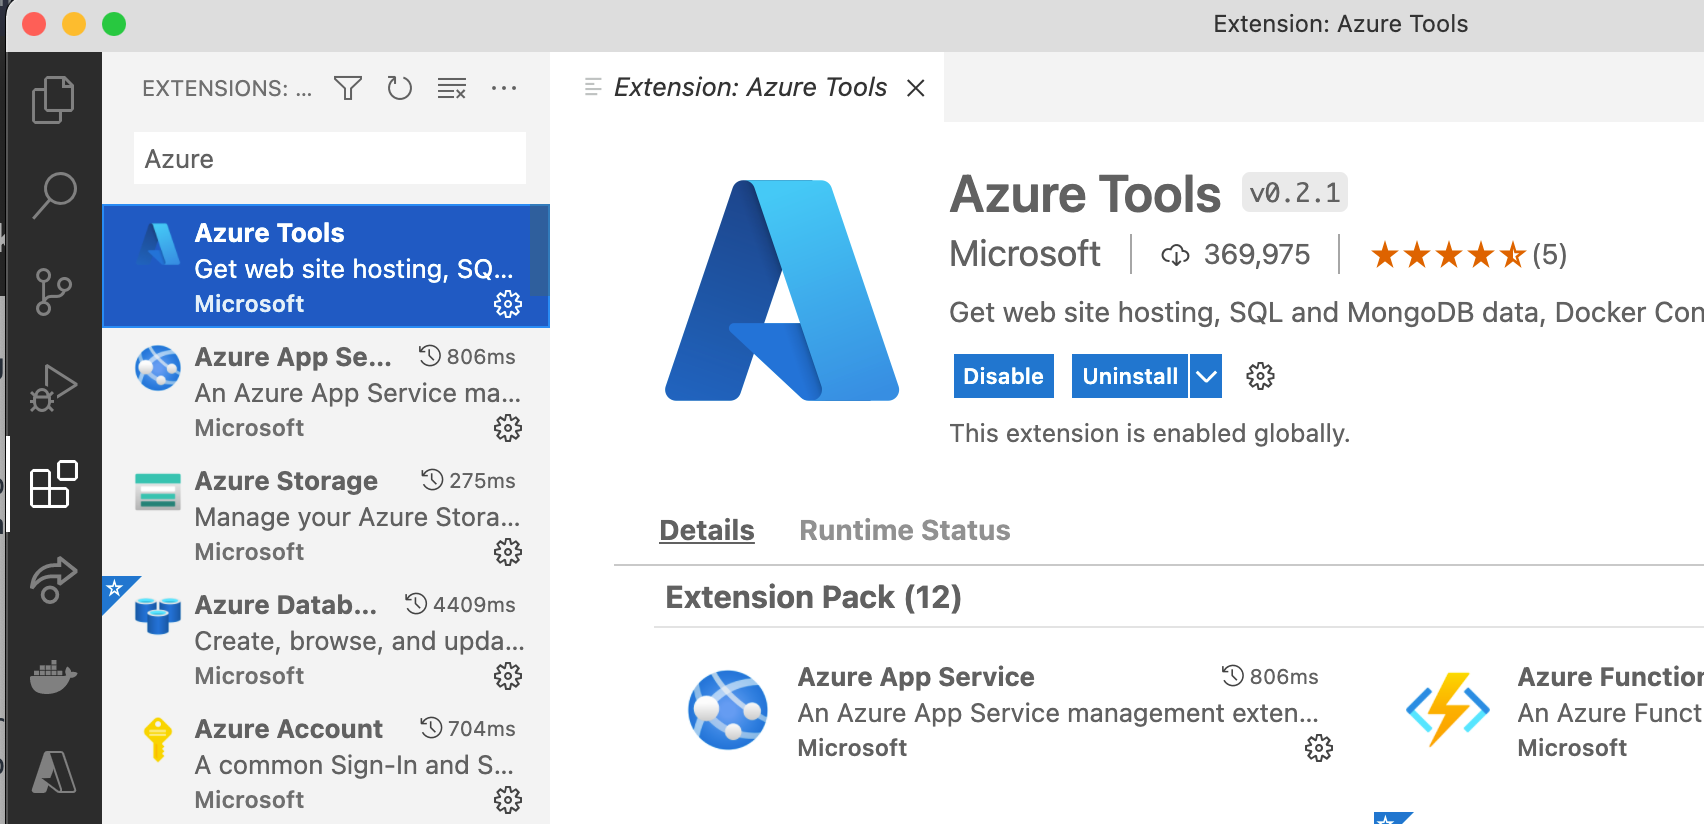 Extension: Azure Tools
EXTENSIONS: ...
Extension: Azure Tools
Azure
Azure Tools
Get web site hosting, SQ...
Microsoft
Azure App Se... 806ms
An Azure App Service ma...
Microsoft
Azure Storage 275ms
Manage your Azure Stora...
Microsoft
Azure Datab... 4409ms
Create, browse, and upda...
Microsoft
Azure Account 704ms
A common Sign-In and S...
Microsoft
Azure Tools v0.2.1
Microsoft 369,975 (5)
Get web site hosting, SQL and MongoDB data, Docker Con
Disable Uninstall
This extension is enabled globally.
Details Runtime Status
Extension Pack (12)
Azure App Service 806ms
An Azure App Service management exten...
Microsoft
Azure Function
An Azure Funct
Microsoft